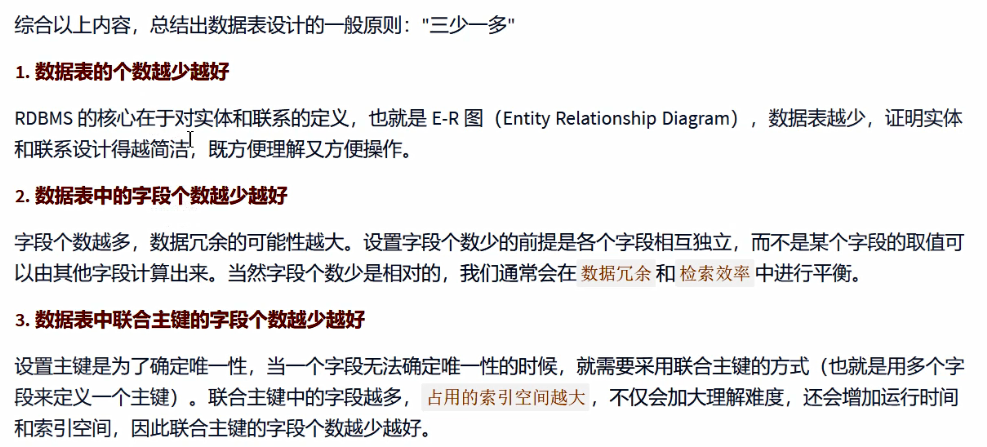 综合以上内容，总结出数据表设计的一般原则："三少一多"
1. 数据表的个数越少越好
RDBMS 的核心在于对实体和联系的定义，也就是 E-R 图（Entity Relationship Diagram），数据表越少，证明实体
和联系设计得越简洁，既方便理解又方便操作。
2. 数据表中的字段个数越少越好
字段个数越多，数据冗余的可能性越大。设置字段个数少的前提是各个字段相互独立，而不是某个字段的取值可
以由其他字段计算出来。当然字段个数少是相对的，我们通常会在 数据冗余 和 检索效率 中进行平衡。
3. 数据表中联合主键的字段个数越少越好
设置主键是为了确定唯一性，当一个字段无法确定唯一性的时候，就需要采用联合主键的方式（也就是用多个字
段来定义一个主键）。联合主键中的字段越多， 占用的索引空间越大 ，不仅会加大理解难度，还会增加运行时间
和索引空间，因此联合主键的字段个数越少越好。